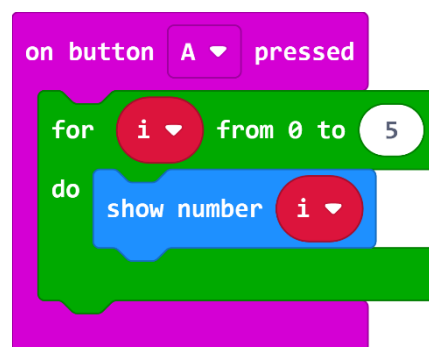 on button A pressed
for i from 0 to 5
do
show number i